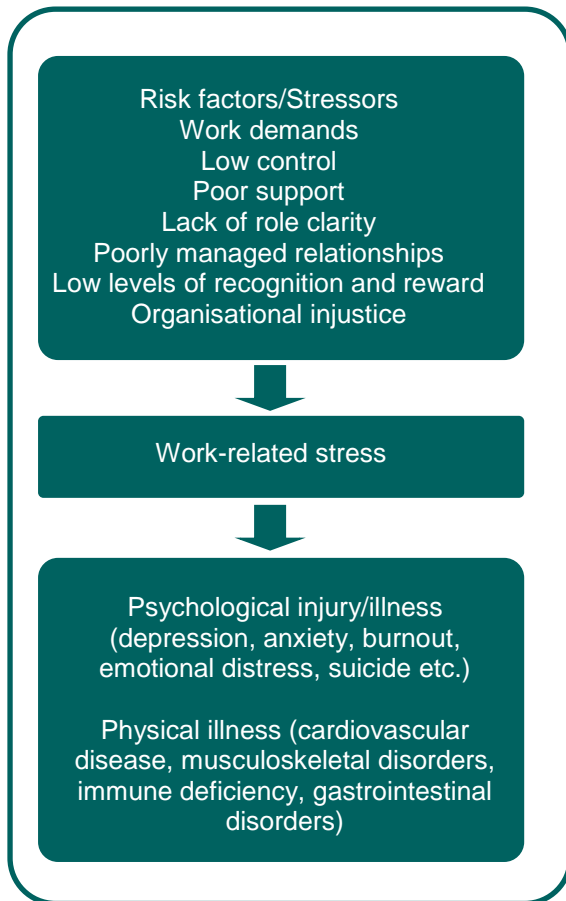 Risk factors/Stressors
Work demands
Low control
Poor support
Lack of role clarity
Poorly managed relationships
Low levels of recognition and reward
Organisational injustice
Work-related stress
Psychological injury/illness
(depression, anxiety, burnout,
emotional distress, suicide etc.)
Physical illness (cardiovascular
disease, musculoskeletal disorders,
immune deficiency, gastrointestinal
disorders)